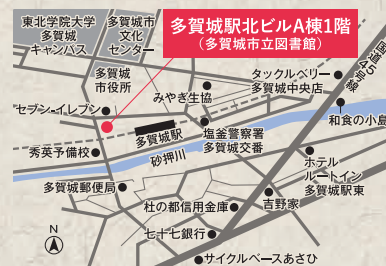 東北学院大学
多賀城
キャンパス
多賀城市
文化
センター
多賀城駅北ビルA棟1階
（多賀城市立図書館）
国道45号線
多賀城
市役所
タックルベリー
多賀城中央店
みやぎ生協
セブン-イレブン
和食の小島
多賀城駅
塩釜警察署
多賀城交番
秀英予備校
砂押川
ホテル
ルートイン
多賀城駅東
多賀城郵便局
吉野家
杜の都信用金庫
七十七銀行
N
サイクルベースあさひ